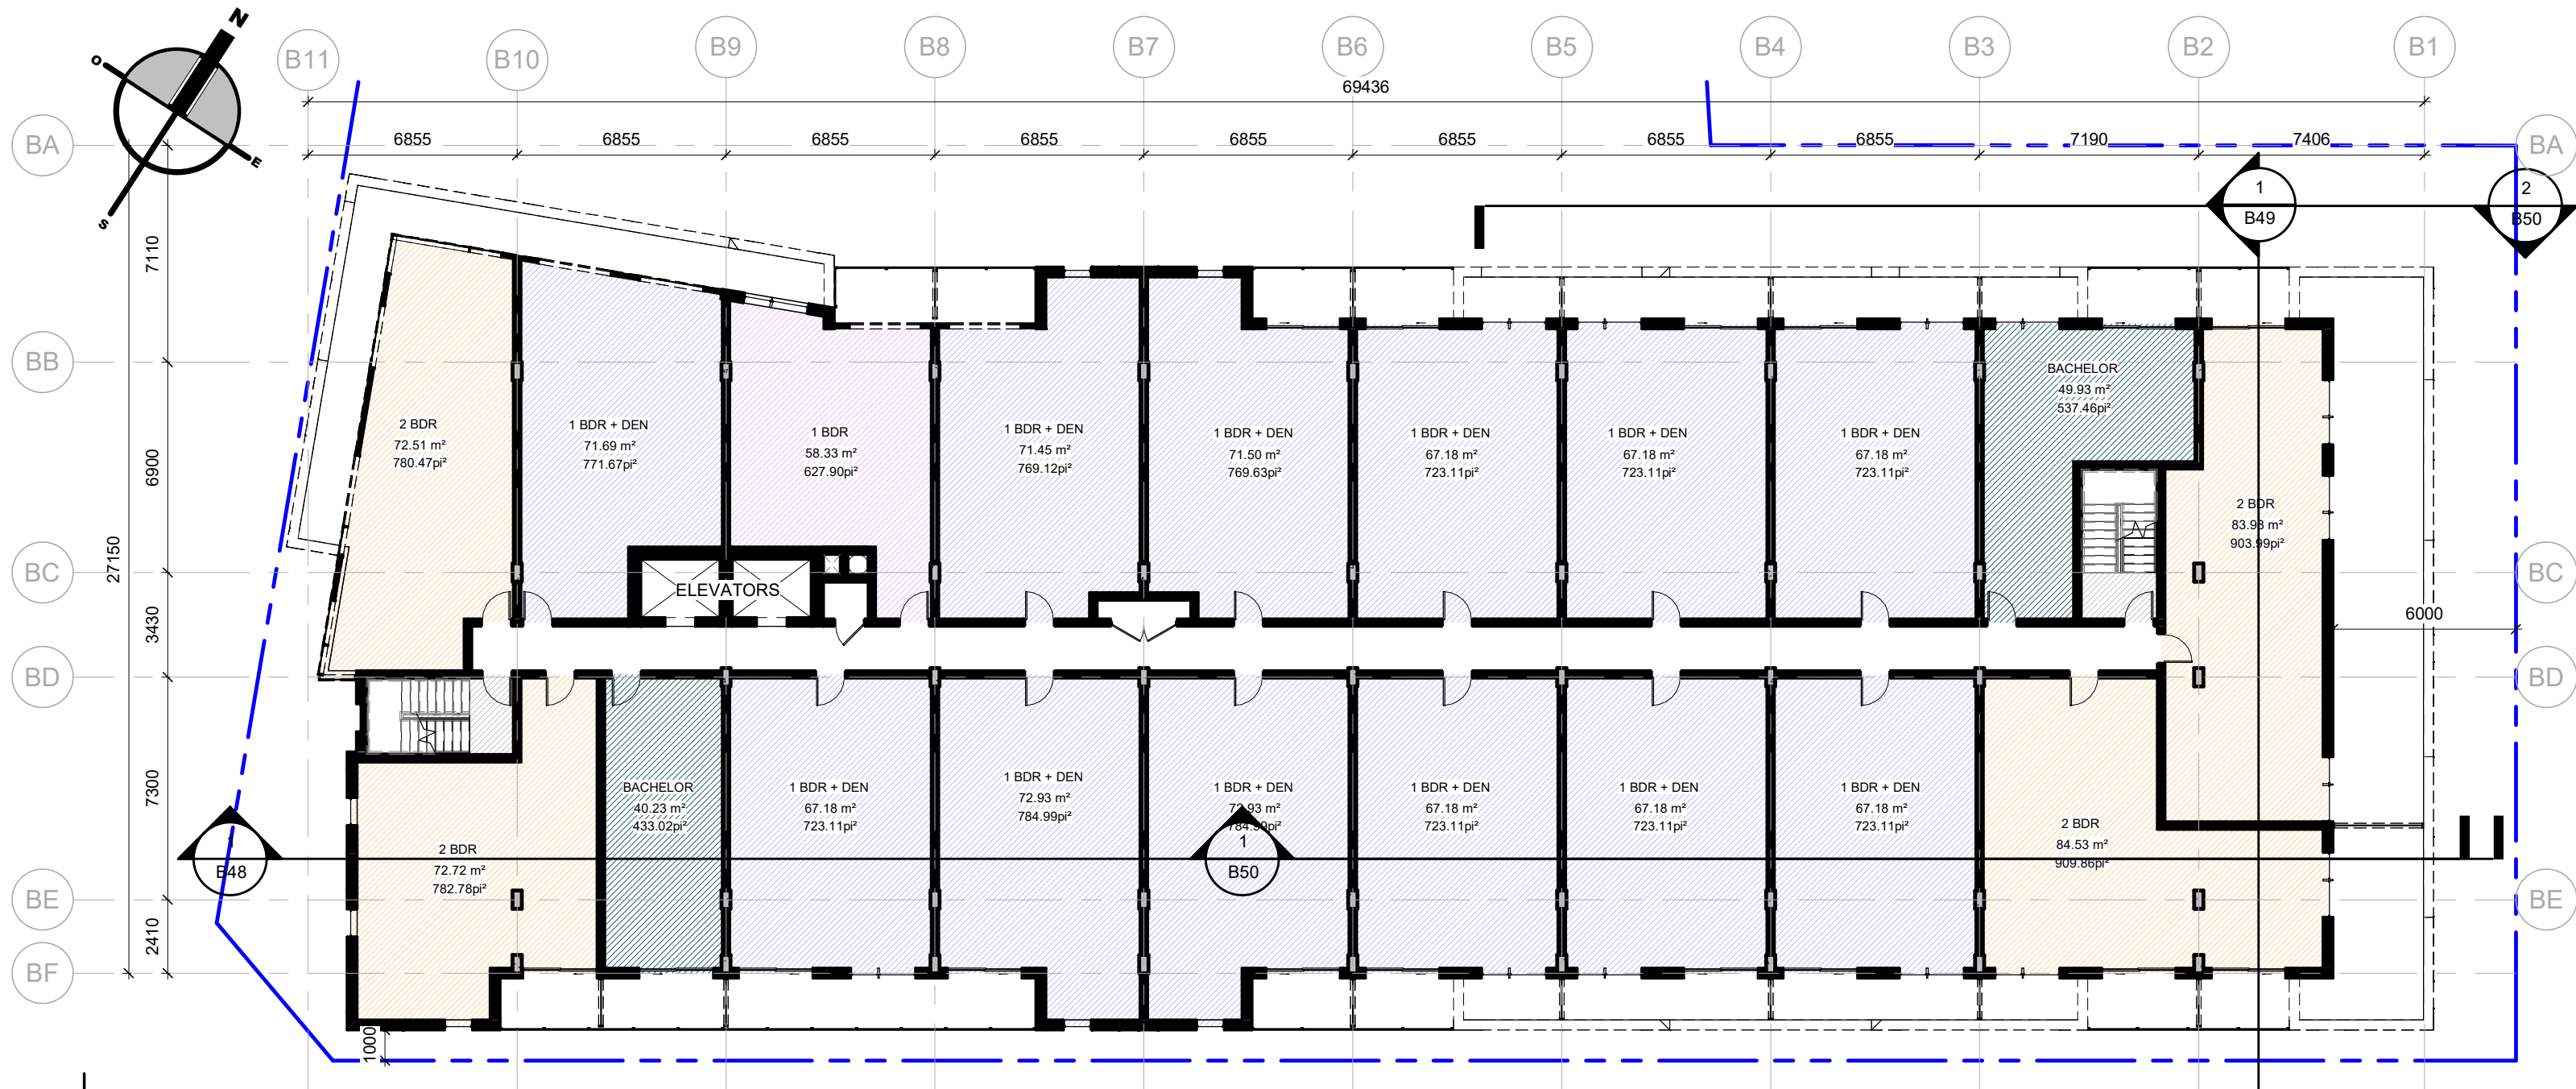 N
O
E
S
B11
B10
B9
B8
B7
B6
B5
B4
B3
B2
B1
69436
6855
6855
6855
6855
6855
6855
6855
6855
7190
7406
BA
BA
1
B49
2
B50
7110
BB
6900
27150
BC
BC
3430
BD
BD
7300
BE
BE
2410
BF
1000
6000
2 BDR
72.51 m²
780.47pi²
1 BDR + DEN
71.69 m²
771.67pi²
1 BDR
58.33 m²
627.90pi²
1 BDR + DEN
71.45 m²
769.12pi²
1 BDR + DEN
71.50 m²
769.63pi²
1 BDR + DEN
67.18 m²
723.11pi²
1 BDR + DEN
67.18 m²
723.11pi²
1 BDR + DEN
67.18 m²
723.11pi²
BACHELOR
49.93 m²
537.46pi²
2 BDR
83.98 m²
903.99pi²
ELEVATORS
2 BDR
72.72 m²
782.78pi²
BACHELOR
40.23 m²
433.02pi²
1 BDR + DEN
67.18 m²
723.11pi²
1 BDR + DEN
72.93 m²
784.99pi²
1 BDR + DEN
72.93 m²
784.99pi²
1 BDR + DEN
67.18 m²
723.11pi²
1 BDR + DEN
67.18 m²
723.11pi²
1 BDR + DEN
67.18 m²
723.11pi²
2 BDR
84.53 m²
909.86pi²
1
B48
1
B50